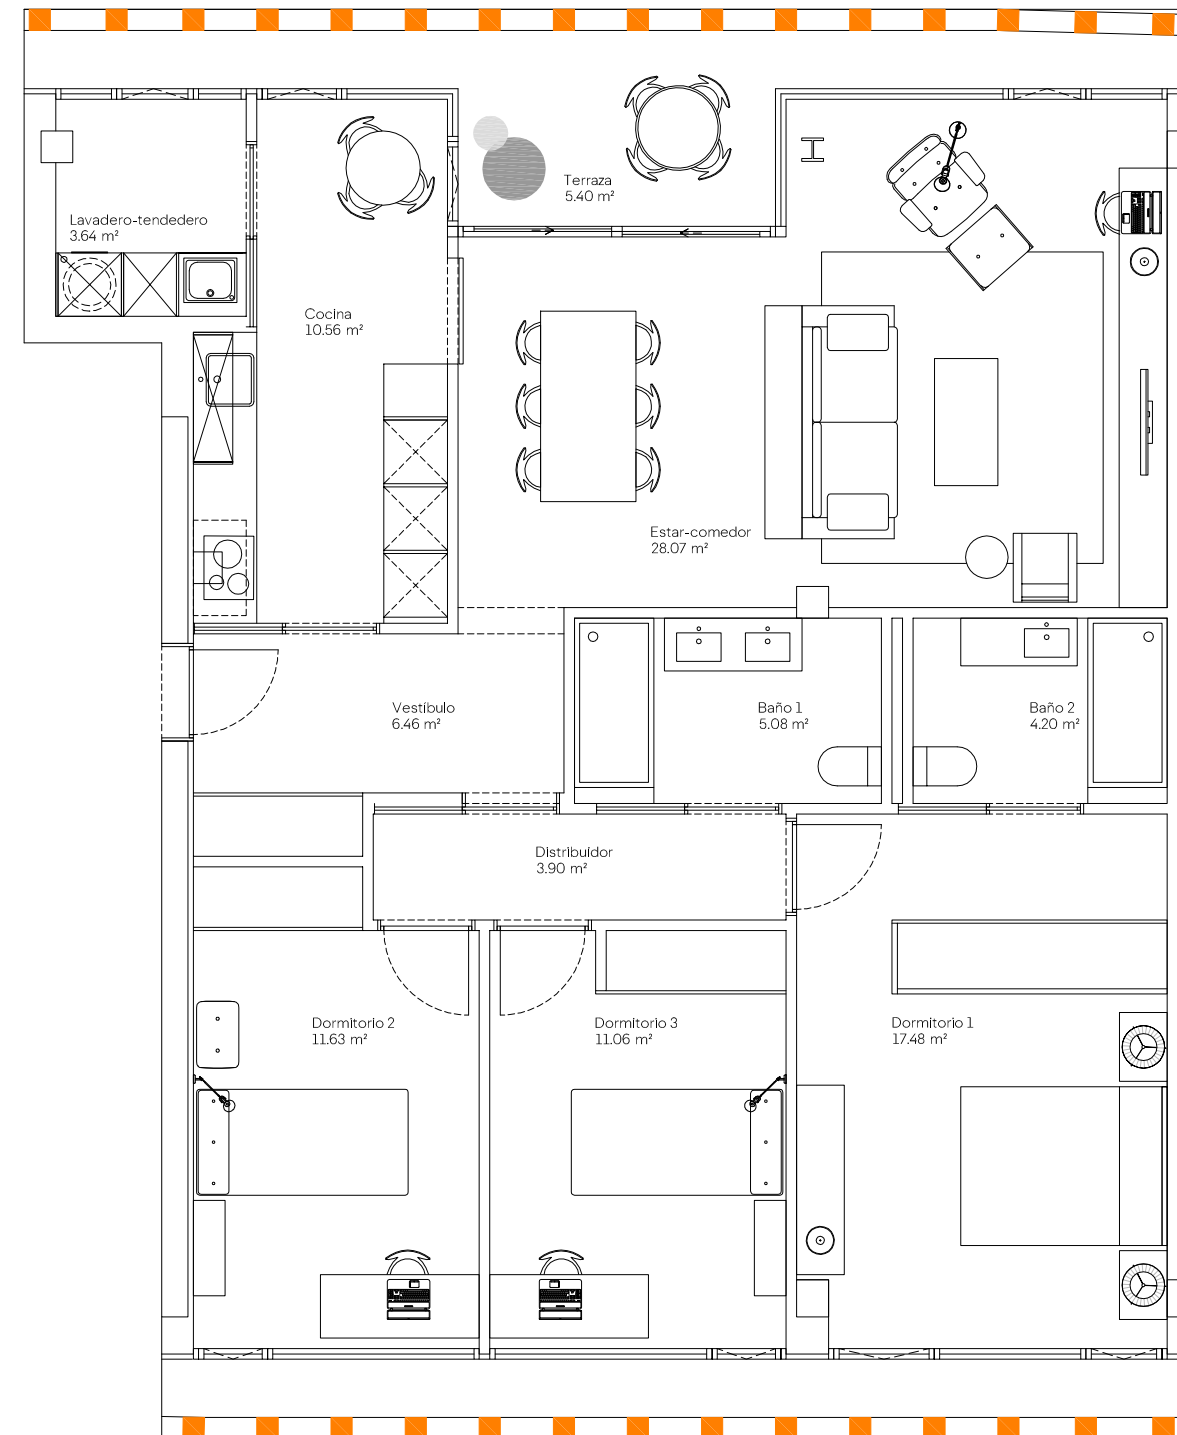 Terraza
5.40 m²
Lavadero-tendedero
3.64 m²
Cocina
10.56 m²
Estar-comedor
28.07 m²
Vestíbulo
6.46 m²
Baño 1
5.08 m²
Baño 2
4.20 m²
Distribuidor
3.90 m²
Dormitorio 2
11.63 m²
Dormitorio 3
11.06 m²
Dormitorio 1
17.48 m²